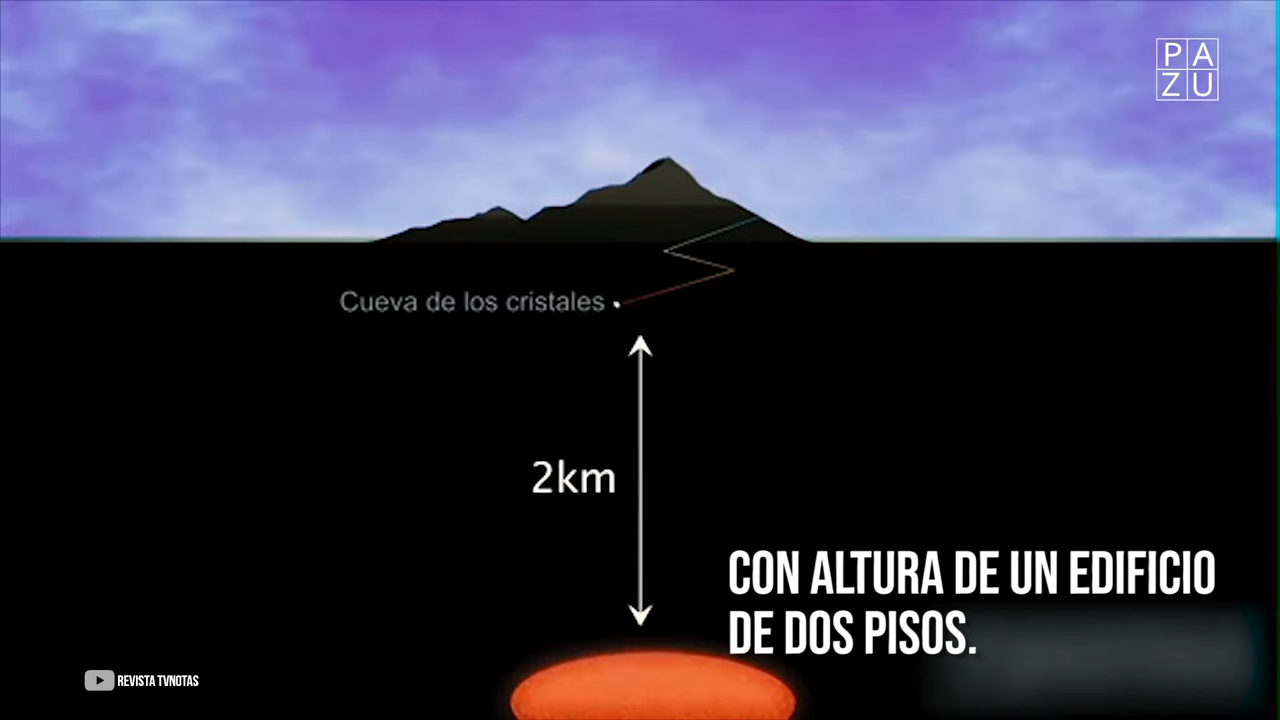 PA
ZU
Cueva de los cristales
2km
CON ALTURA DE UN EDIFICIO
DE DOS PISOS.
REVISTA TVNOTAS